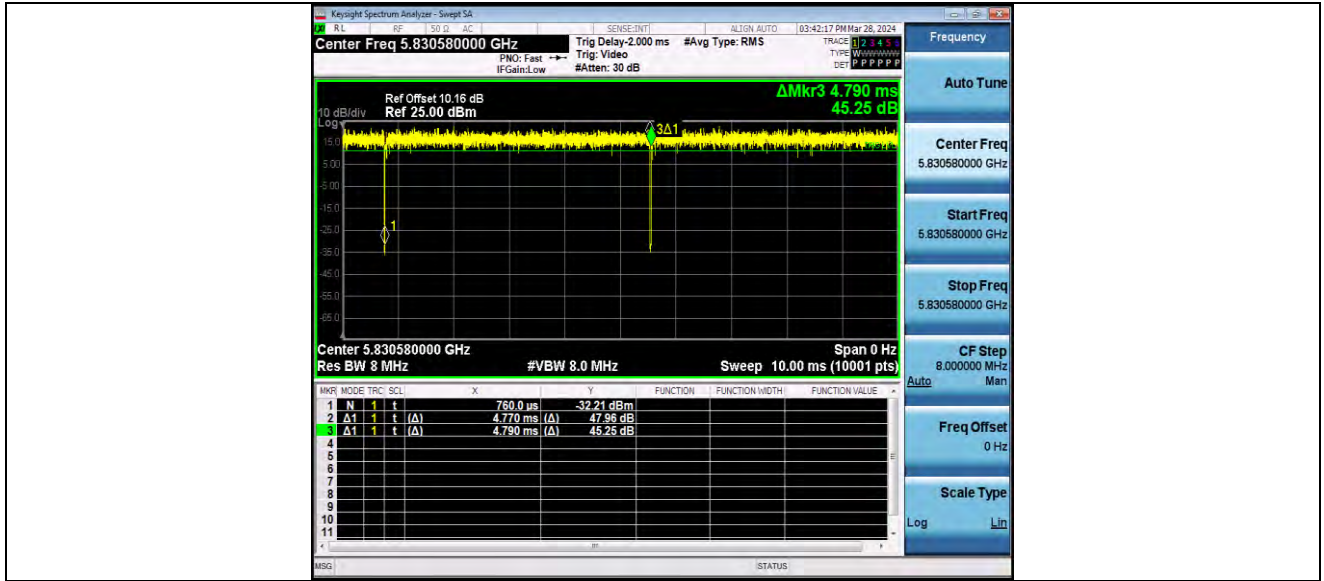 Keysight Spectrum Analyzer - Swept SA
RL RF 50 Ω AC SENSE:INT ALIGN AUTO 03:42:17 PM Mar 28, 2024
Center Freq 5.830580000 GHz
PNO: Fast
IFGain:Low
Trig Delay-2.000 ms
Trig: Video
#Atten: 30 dB
#Avg Type: RMS
TRACE 1 2 3 4 5 6
TYPE W
DET P P P P P P
Ref Offset 10.16 dB
10 dB/div Ref 25.00 dBm
Log
ΔMkr3 4.790 ms
45.25 dB
15.0
5.00
-5.00
-15.0
-25.0
-35.0
-45.0
-55.0
-65.0
3Δ1
1
Center 5.830580000 GHz Span 0 Hz
Res BW 8 MHz #VBW 8.0 MHz Sweep 10.00 ms (10001 pts)
MKR MODE TRC SCL X Y FUNCTION FUNCTION WIDTH FUNCTION VALUE
1 N 1 t 760.0 us -32.21 dBm
2 Δ1 1 t (Δ) 4.770 ms (Δ) 47.96 dB
3 Δ1 1 t (Δ) 4.790 ms (Δ) 45.25 dB
4
5
6
7
8
9
10
11
MSG STATUS
Frequency
Auto Tune
Center Freq
5.830580000 GHz
Start Freq
5.830580000 GHz
Stop Freq
5.830580000 GHz
CF Step
8.000000 MHz
Auto Man
Freq Offset
0 Hz
Scale Type
Log Lin